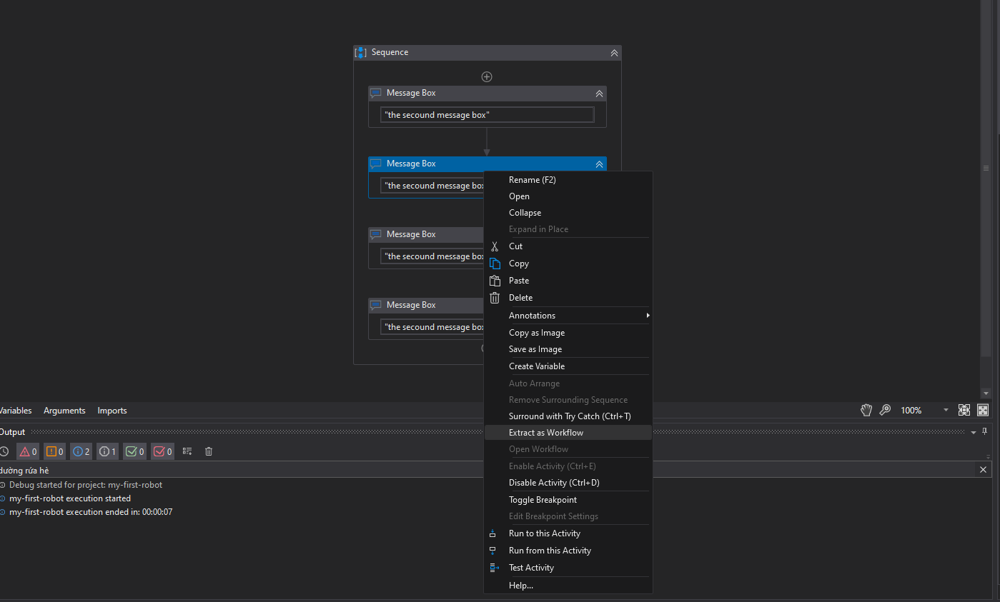 Sequence
Message Box
"the secound message box"
Message Box
"the secound message box
Message Box
"the secound message box
Message Box
"the secound message box
Rename (F2)
Open
Collapse
Expand in Place
Cut
Copy
Paste
Delete
Annotations
Copy as Image
Save as Image
Create Variable
Auto Arrange
Remove Surrounding Sequence
Surround with Try Catch (Ctrl+T)
Extract as Workflow
Open Workflow
Enable Activity (Ctrl+E)
Disable Activity (Ctrl+D)
Toggle Breakpoint
Edit Breakpoint Settings
Run to this Activity
Run from this Activity
Test Activity
Help...
Variables Arguments Imports
100%
Output
0 0 2 1 0 0
đường rứa hè
Debug started for project: my-first-robot
my-first-robot execution started
my-first-robot execution ended in: 00:00:07